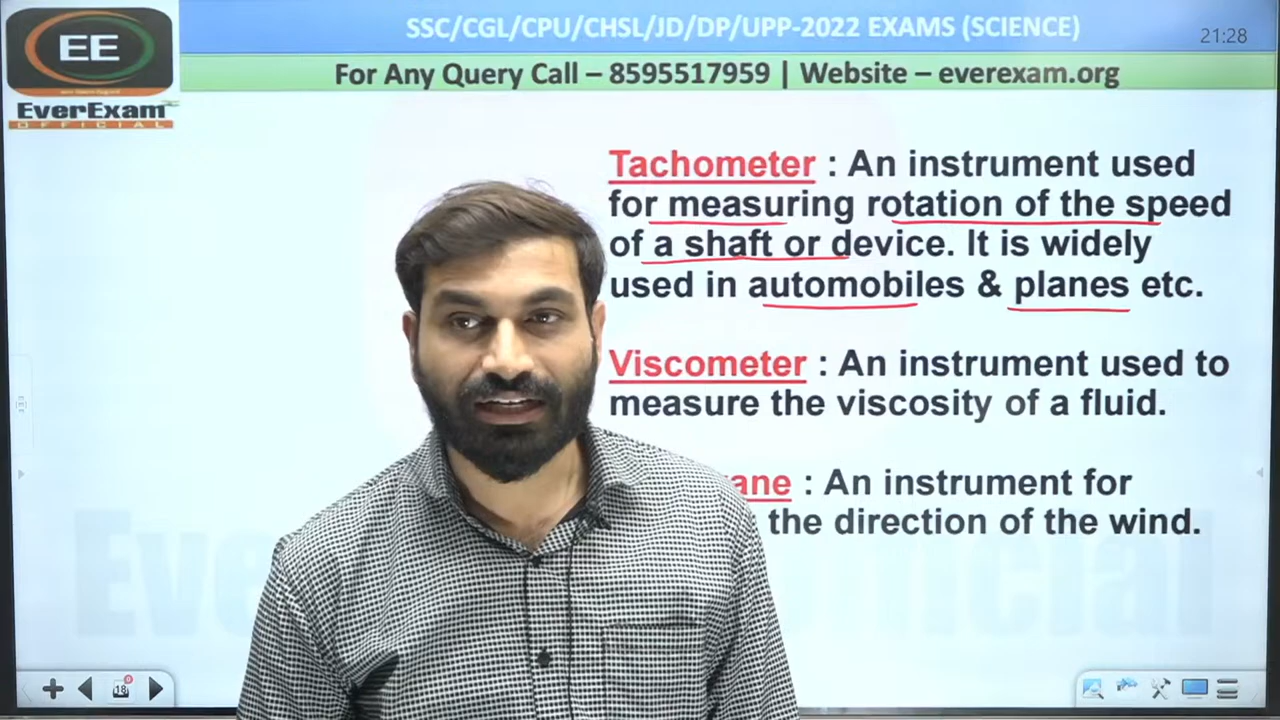 EE
EverExam
OFFICIAL
SSC/CGL/CPU/CHSL/JD/DP/UPP-2022 EXAMS (SCIENCE)
21:28
For Any Query Call – 8595517959 | Website – everexam.org
Tachometer : An instrument used
for measuring rotation of the speed
of a shaft or device. It is widely
used in automobiles & planes etc.
Viscometer : An instrument used to
measure the viscosity of a fluid.
: An instrument for
the direction of the wind.
18